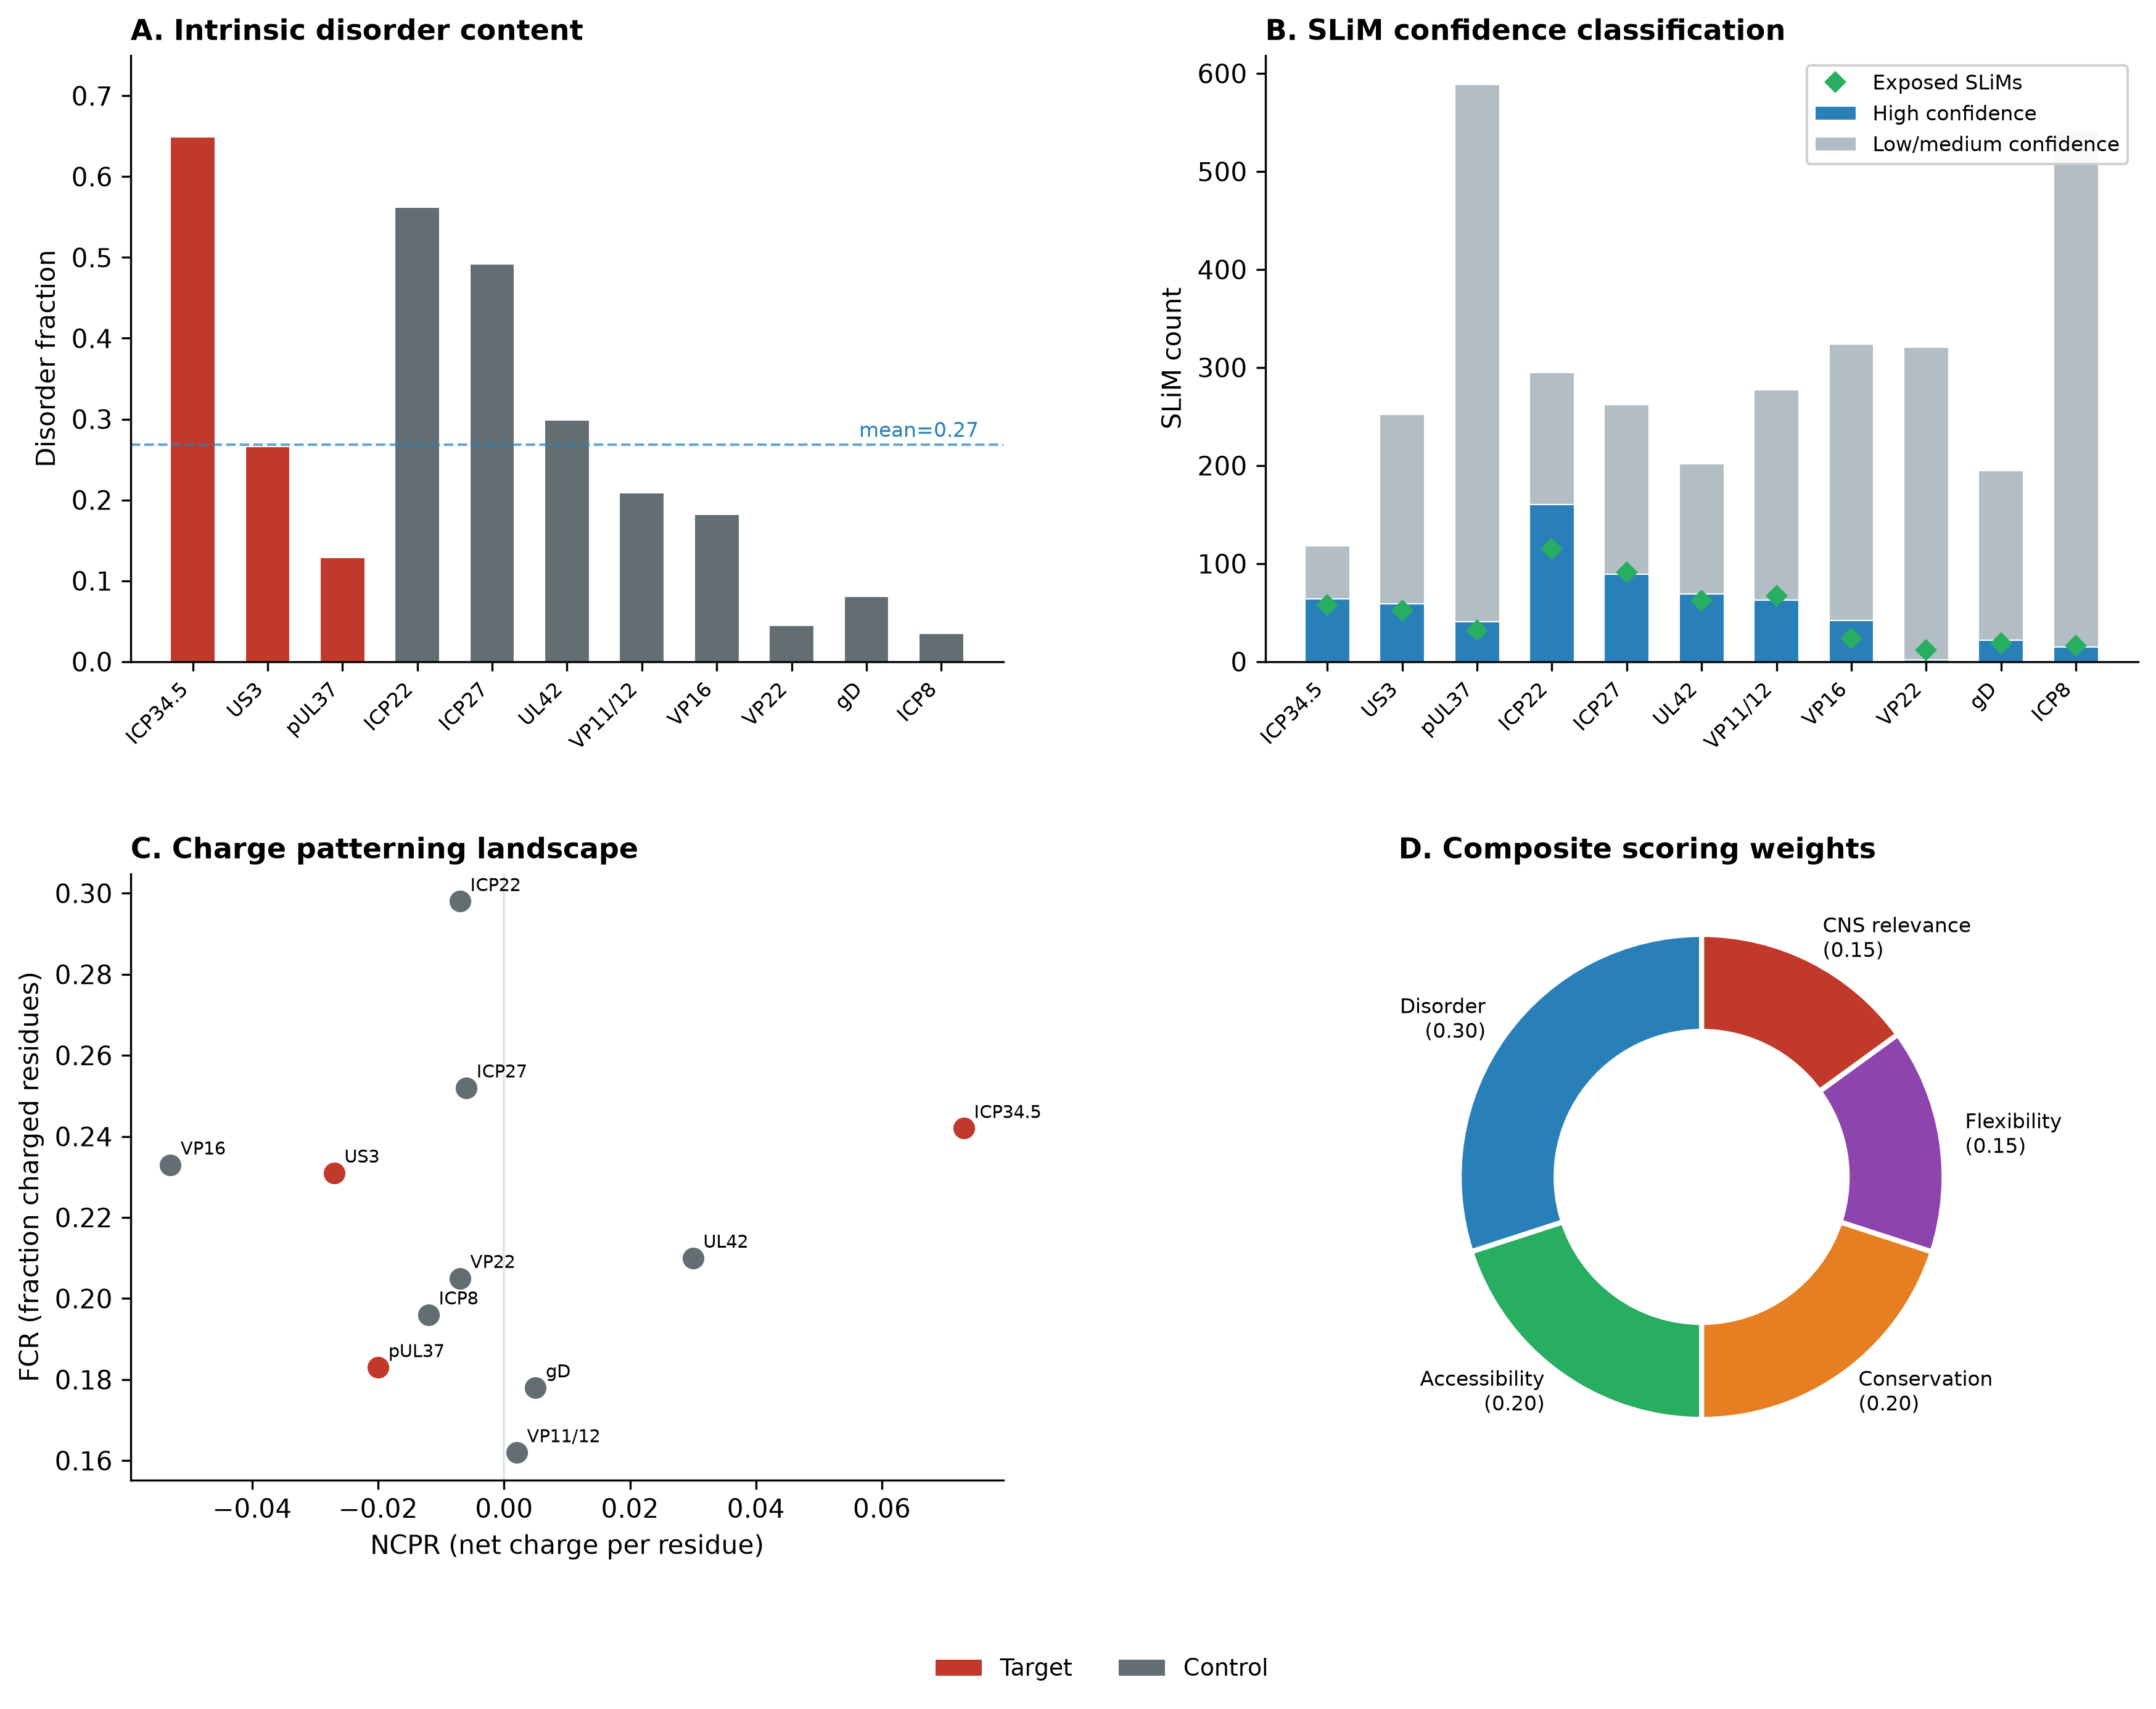 A. Intrinsic disorder content
Disorder fraction
0.7
0.6
0.5
0.4
0.3
0.2
0.1
0.0
mean=0.27
ICP34.5
US3
pUL37
ICP22
ICP27
UL42
VP11/12
VP16
VP22
gD
ICP8
B. SLiM confidence classification
SLiM count
600
500
400
300
200
100
0
Exposed SLiMs
High confidence
Low/medium confidence
ICP34.5
US3
pUL37
ICP22
ICP27
UL42
VP11/12
VP16
VP22
gD
ICP8
C. Charge patterning landscape
FCR (fraction charged residues)
0.30
0.28
0.26
0.24
0.22
0.20
0.18
0.16
ICP22
ICP27
ICP34.5
VP16
US3
UL42
VP22
ICP8
pUL37
gD
VP11/12
−0.04
−0.02
0.00
0.02
0.04
0.06
NCPR (net charge per residue)
D. Composite scoring weights
CNS relevance
(0.15)
Disorder
(0.30)
Flexibility
(0.15)
Accessibility
(0.20)
Conservation
(0.20)
Target
Control